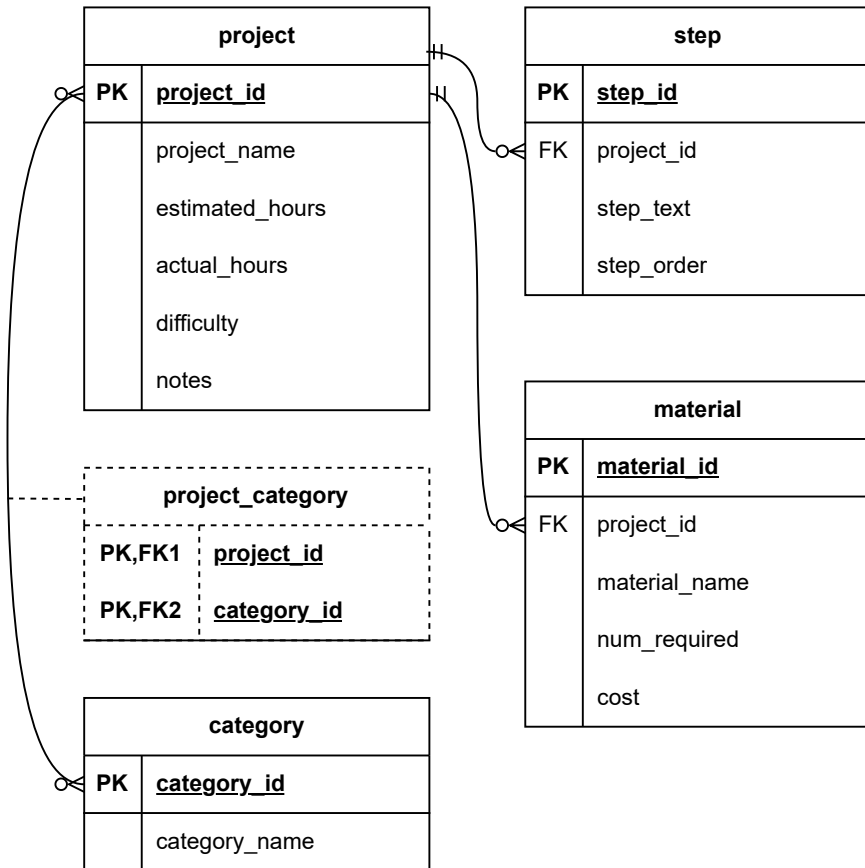 project
PK project_id
project_name
estimated_hours
actual_hours
difficulty
notes
step
PK step_id
FK project_id
step_text
step_order
material
PK material_id
FK project_id
material_name
num_required
cost
project_category
PK,FK1 project_id
PK,FK2 category_id
category
PK category_id
category_name